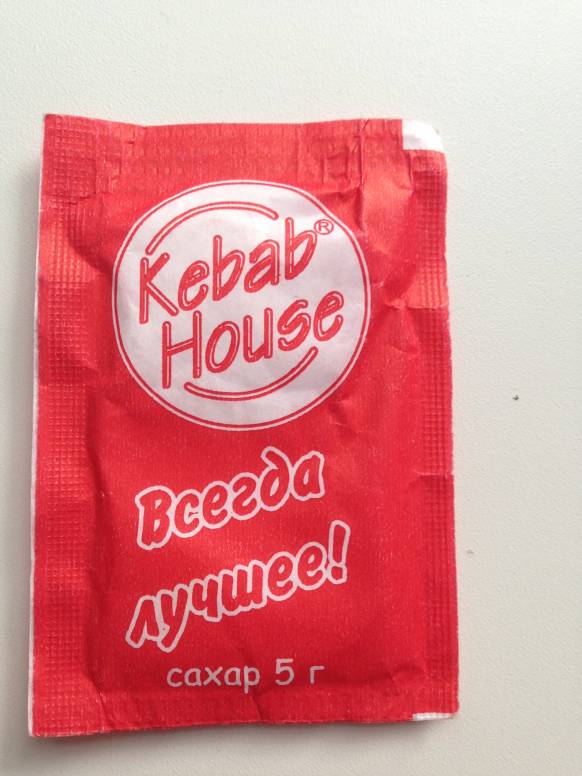 Kebab®
House
Всегда
лучшее!
сахар 5 г